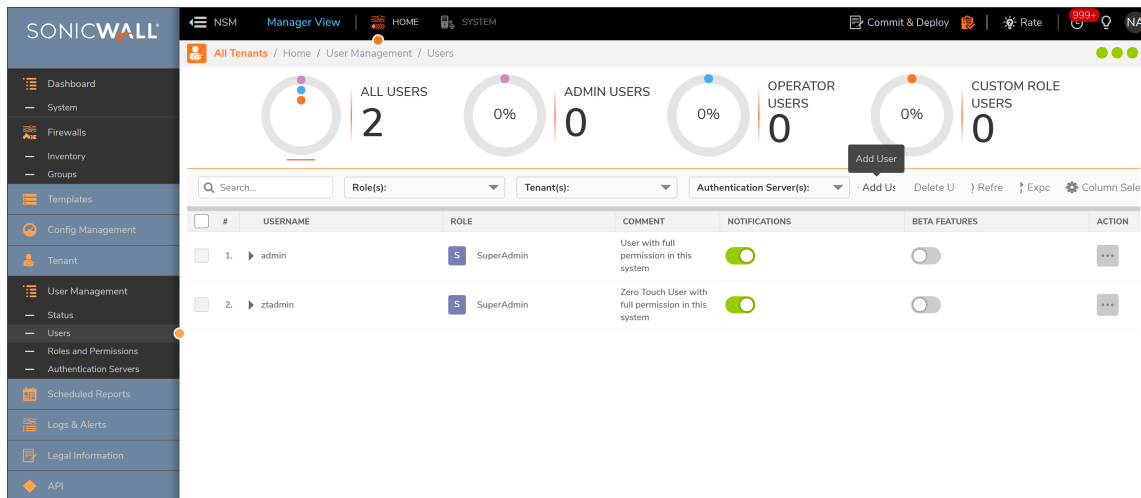 SONICWALL
NSM Manager View HOME SYSTEM Commit & Deploy Rate 999+ NA
All Tenants / Home / User Management / Users
Dashboard
System
Firewalls
Inventory
Groups
Templates
Config Management
Tenant
User Management
Status
Users
Roles and Permissions
Authentication Servers
Scheduled Reports
Logs & Alerts
Legal Information
API
ALL USERS
2
0%
ADMIN USERS
0
0%
OPERATOR
USERS
0
0%
CUSTOM ROLE
USERS
0
Add User
Search... Role(s): Tenant(s): Authentication Server(s): Add Us Delete U Refre Expc Column Sele
# USERNAME ROLE COMMENT NOTIFICATIONS BETA FEATURES ACTION
1. admin S SuperAdmin
User with full
permission in this
system
2. ztadmin S SuperAdmin
Zero Touch User with
full permission in this
system